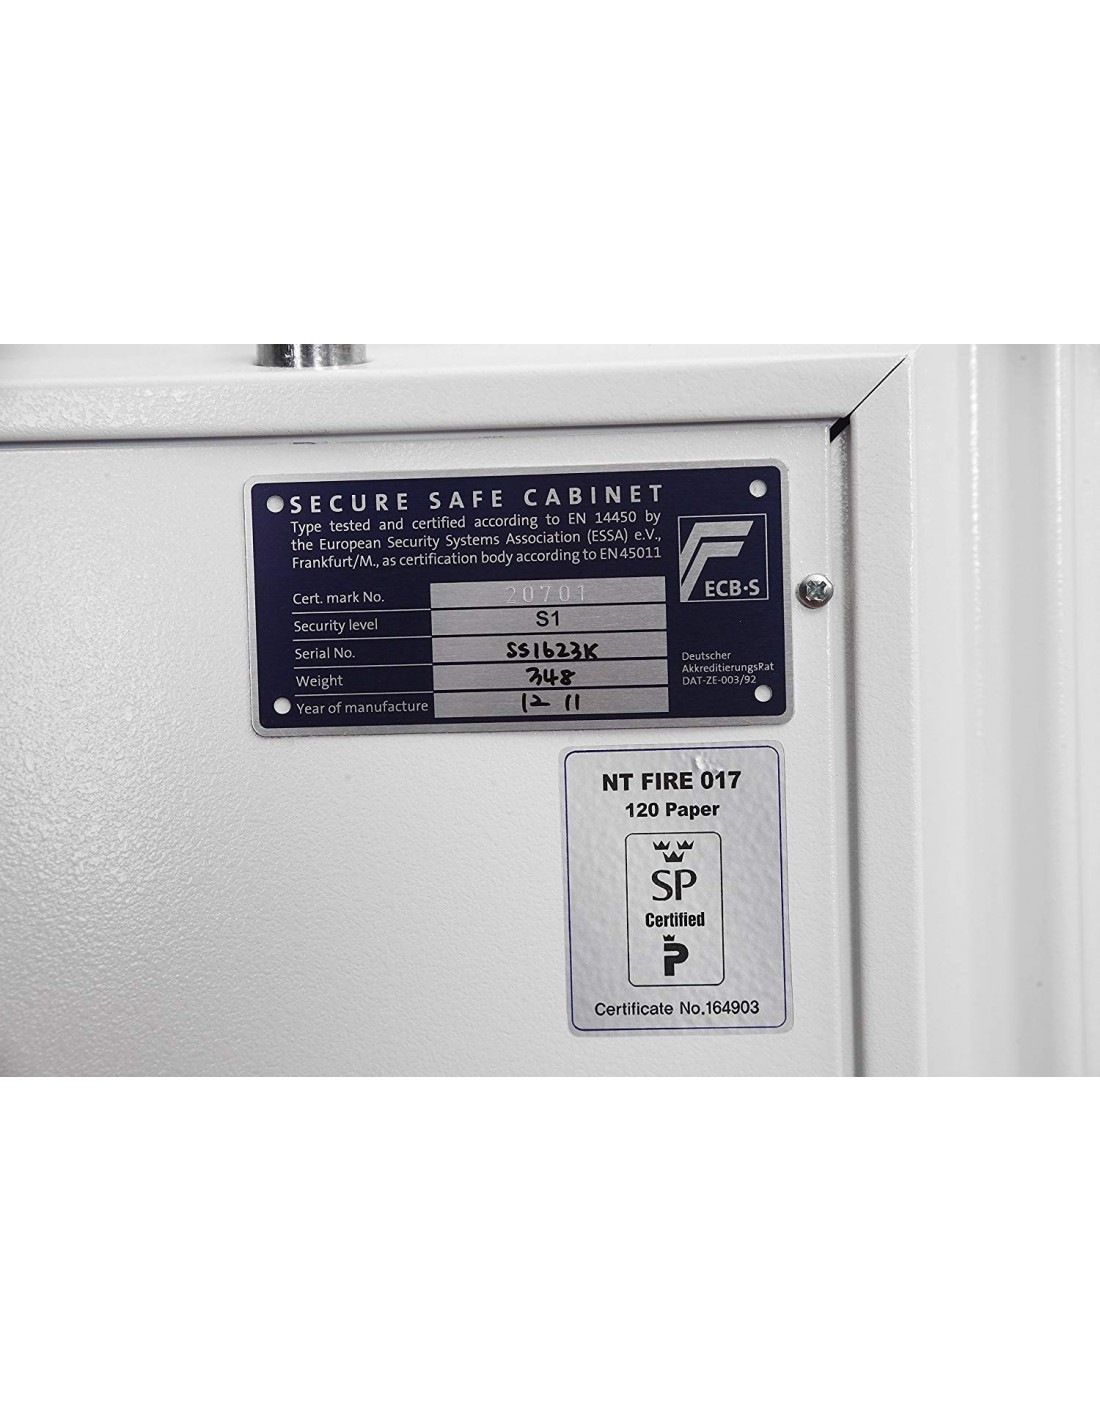 SECURE SAFE CABINET
Type tested and certified according to EN 14450 by
the European Security Systems Association (ESSA) e.V.,
Frankfurt/M., as certification body according to EN 45011
ECB·S
Cert. mark No. 20701
Security level S1
Serial No. SS1623K
Weight 348
Year of manufacture 12 11
Deutscher
AkkreditierungsRat
DAT-ZE-003/92
NT FIRE 017
120 Paper
SP
Certified
P
Certificate No.164903